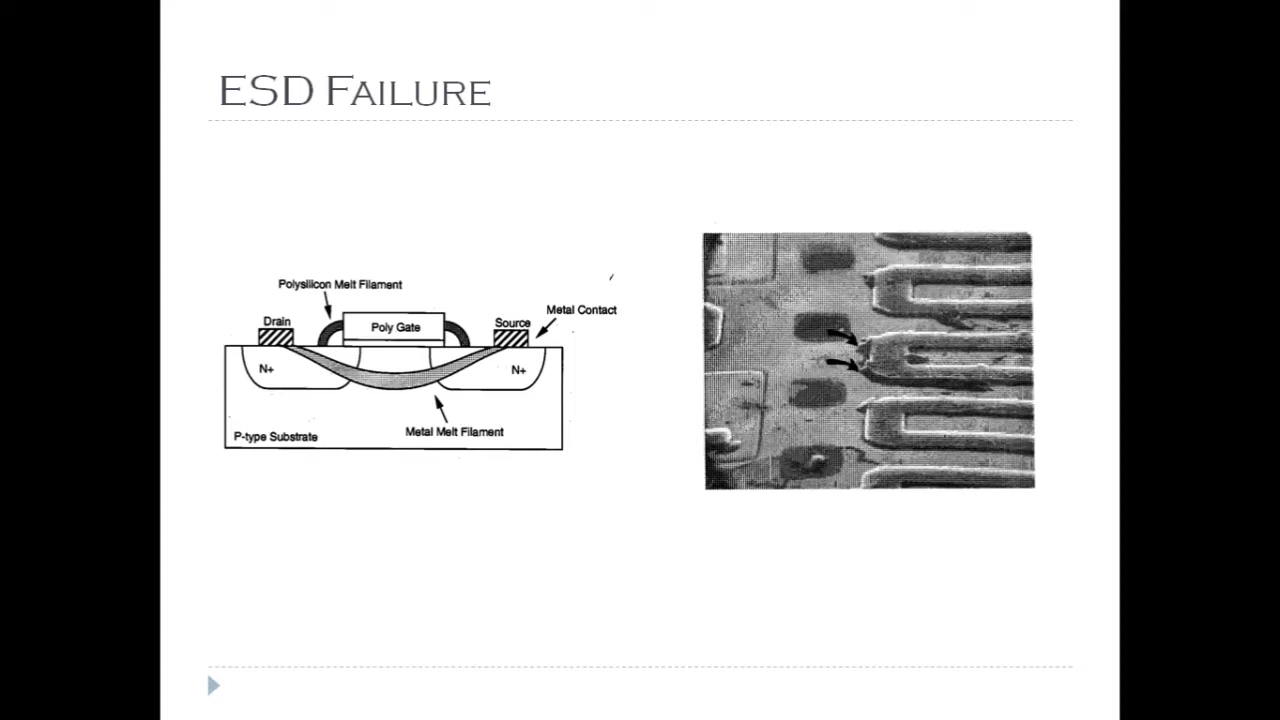 ESD Failure
Polysilicon Melt Filament
Metal Contact
Drain
Poly Gate
Source
N+
N+
Metal Melt Filament
P-type Substrate